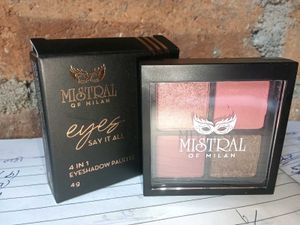 MISTRAL
OF MILAN
eyes
SAY IT ALL
4 IN 1
EYESHADOW PALETTE
4g
MISTRAL
OF MILAN